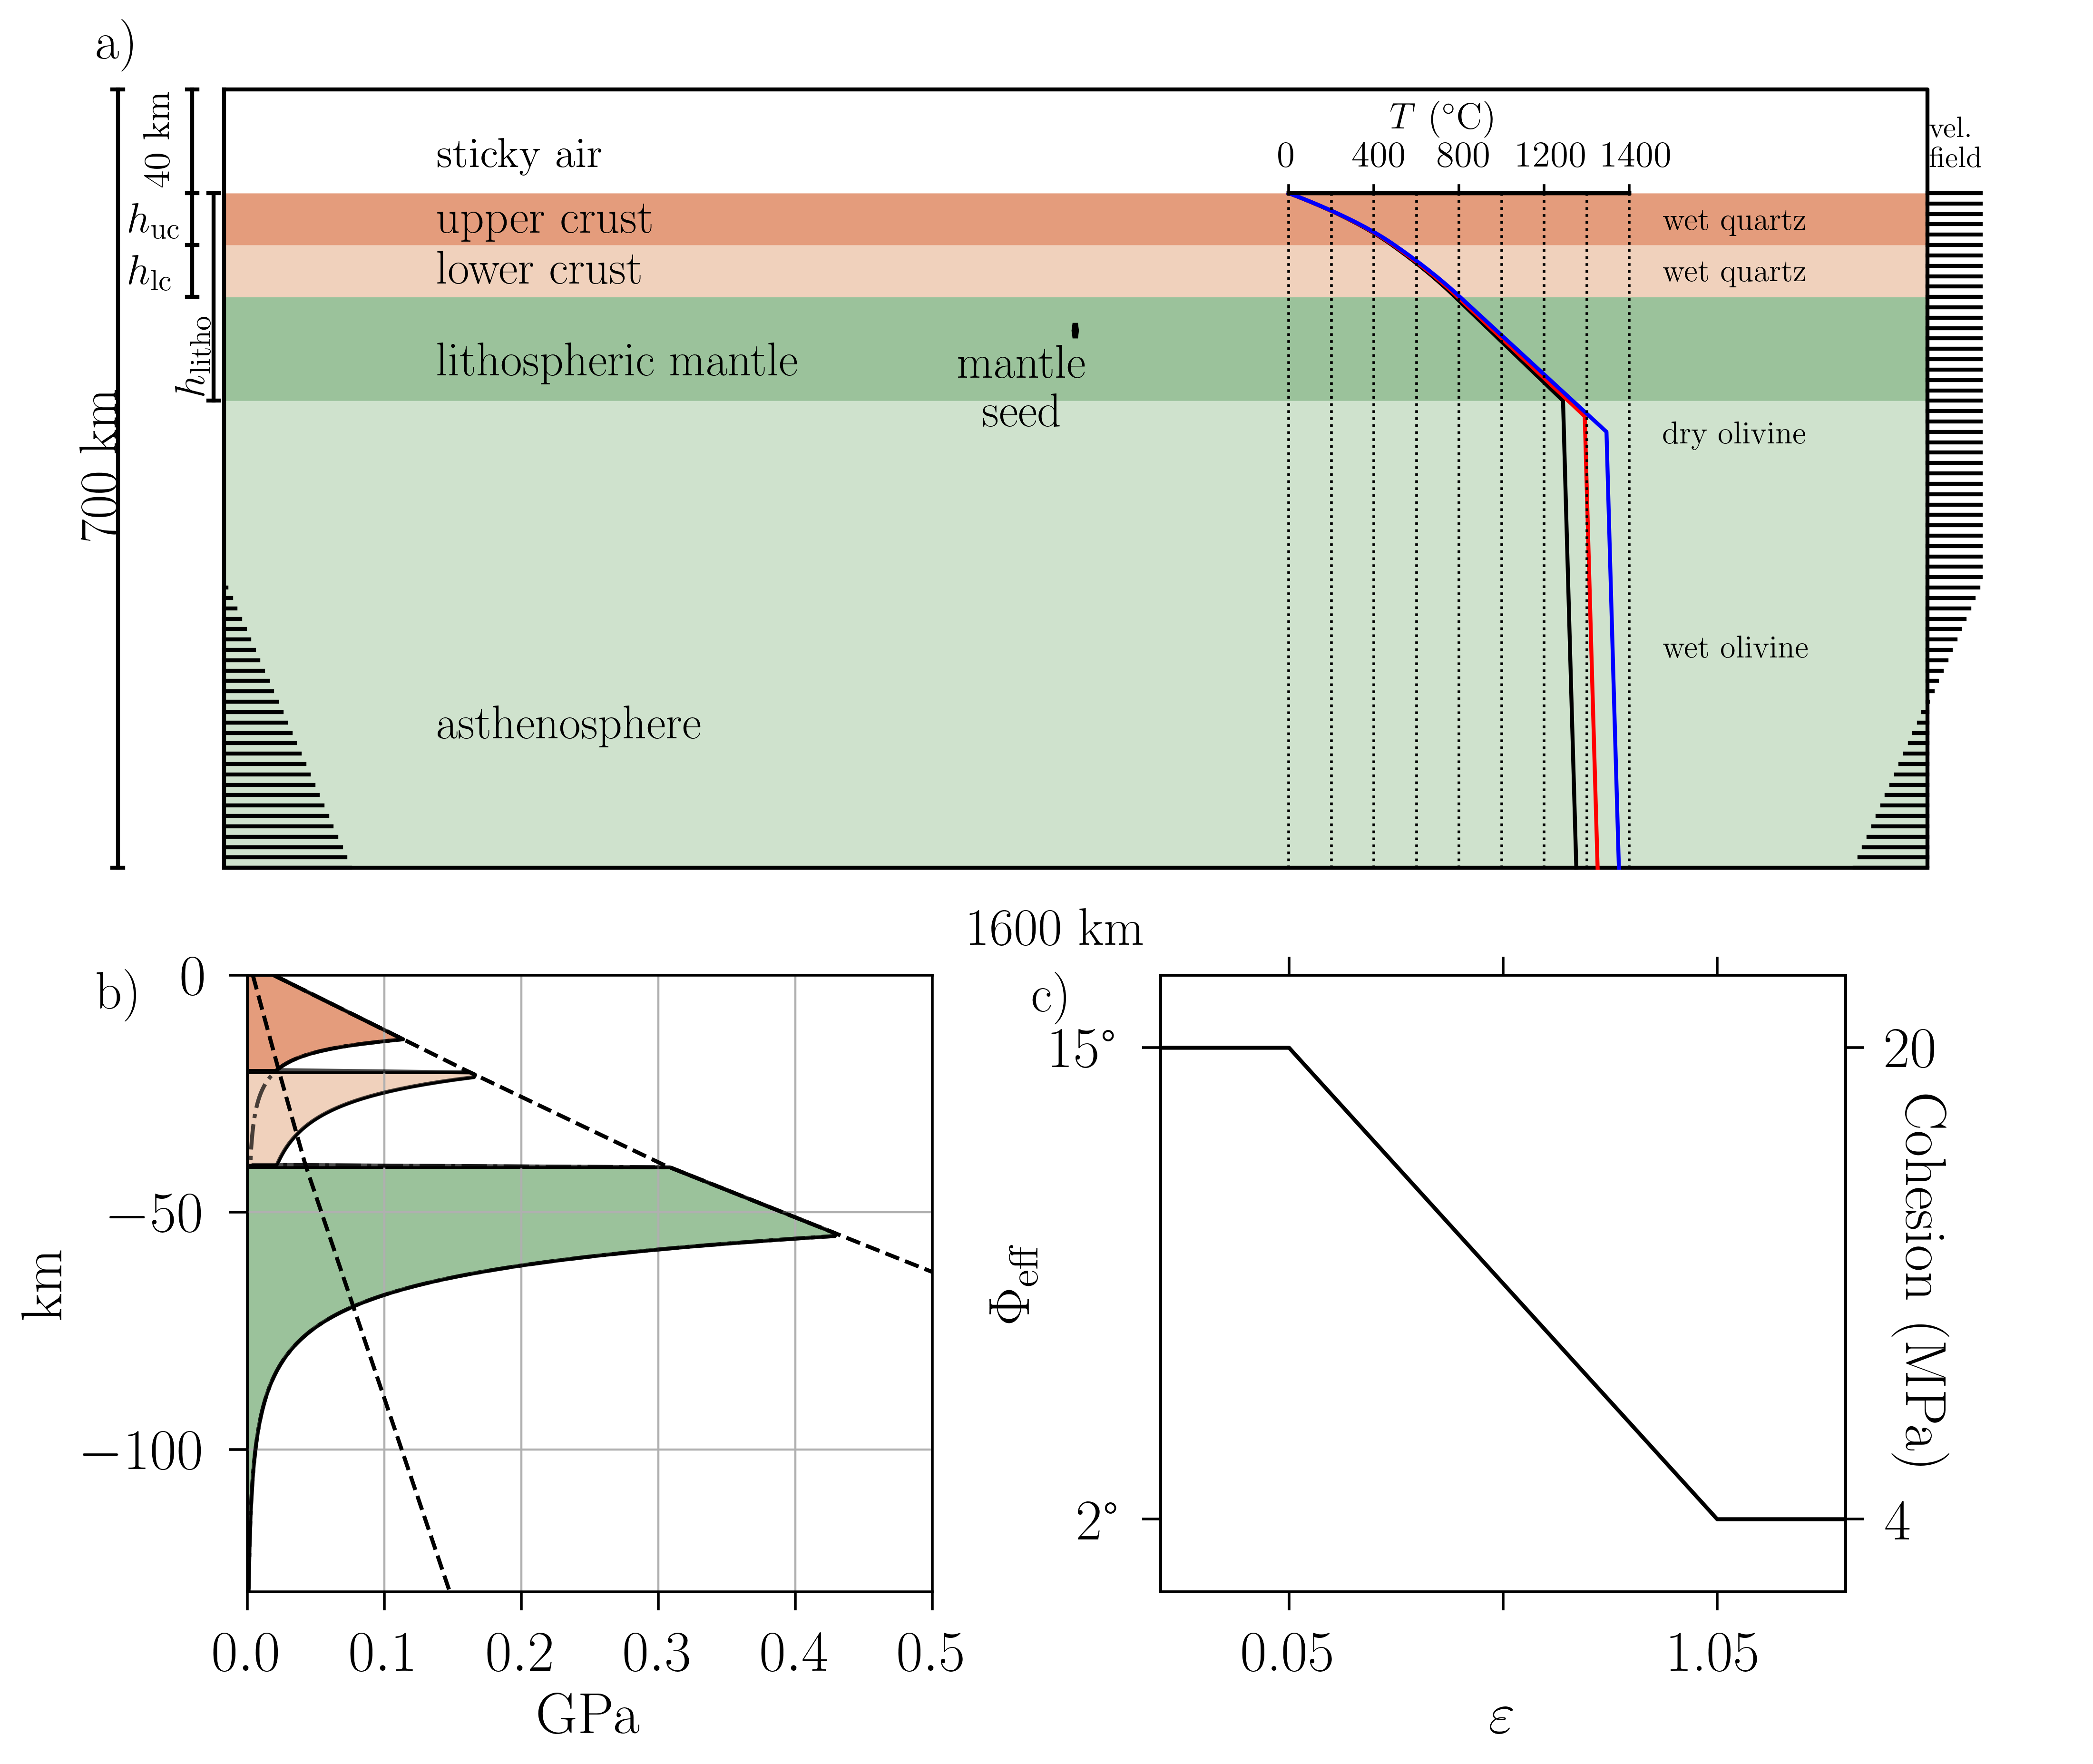 a)
700 km
40 km
h_uc
h_lc
h_litho
sticky air
upper crust
lower crust
lithospheric mantle
mantle
seed
asthenosphere
T (°C)
0 400 800 1200 1400
wet quartz
wet quartz
dry olivine
wet olivine
vel.
field
1600 km
b)
0
−50
−100
km
0.0 0.1 0.2 0.3 0.4 0.5
GPa
c)
15°
2°
Φ_eff
20
4
Cohesion (MPa)
0.05 1.05
ε